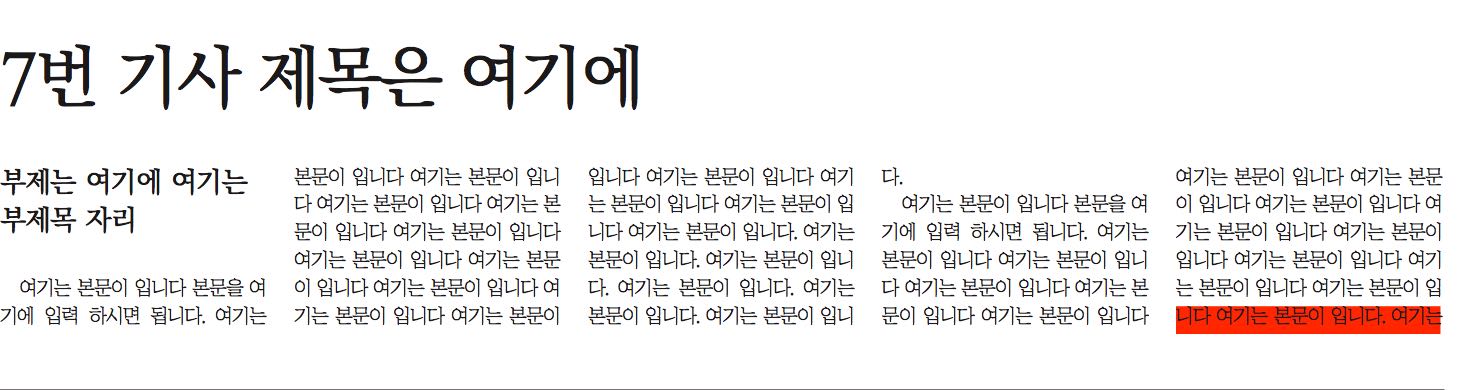 7번 기사 제목은 여기에
부제는 여기에 여기는
부제목 자리
여기는 본문이 입니다 본문을 여
기에 입력 하시면 됩니다. 여기는
본문이 입니다 여기는 본문이 입니
다 여기는 본문이 입니다 여기는 본
문이 입니다 여기는 본문이 입니다
여기는 본문이 입니다 여기는 본문
이 입니다 여기는 본문이 입니다 여
기는 본문이 입니다 여기는 본문이
입니다 여기는 본문이 입니다 여기
는 본문이 입니다 여기는 본문이 입
니다 여기는 본문이 입니다. 여기는
본문이 입니다. 여기는 본문이 입니
다. 여기는 본문이 입니다. 여기는
본문이 입니다. 여기는 본문이 입니
다.
여기는 본문이 입니다 본문을 여
기에 입력 하시면 됩니다. 여기는
본문이 입니다 여기는 본문이 입니
다 여기는 본문이 입니다 여기는 본
문이 입니다 여기는 본문이 입니다
여기는 본문이 입니다 여기는 본문
이 입니다 여기는 본문이 입니다 여
기는 본문이 입니다 여기는 본문이
입니다 여기는 본문이 입니다 여기
는 본문이 입니다 여기는 본문이 입
니다 여기는 본문이 입니다. 여기는